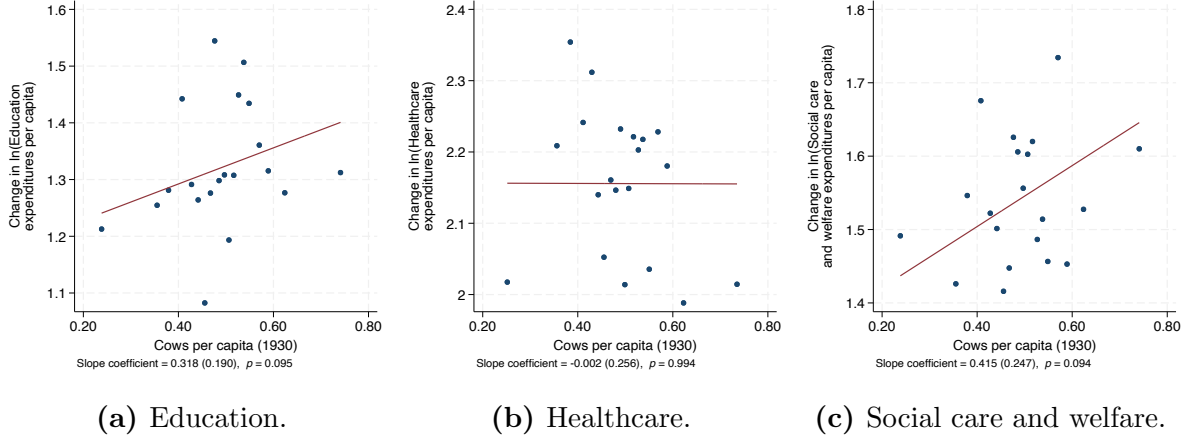 Change in ln(Education
expenditures per capita)
1.6
1.5
1.4
1.3
1.2
1.1
0.20 0.40 0.60 0.80
Cows per capita (1930)
Slope coefficient = 0.318 (0.190), p = 0.095
(a) Education.
Change in ln(Healthcare
expenditures per capita)
2.4
2.3
2.2
2.1
2
0.20 0.40 0.60 0.80
Cows per capita (1930)
Slope coefficient = -0.002 (0.256), p = 0.994
(b) Healthcare.
Change in ln(Social care
and welfare expenditures per capita)
1.8
1.7
1.6
1.5
1.4
0.20 0.40 0.60 0.80
Cows per capita (1930)
Slope coefficient = 0.415 (0.247), p = 0.094
(c) Social care and welfare.